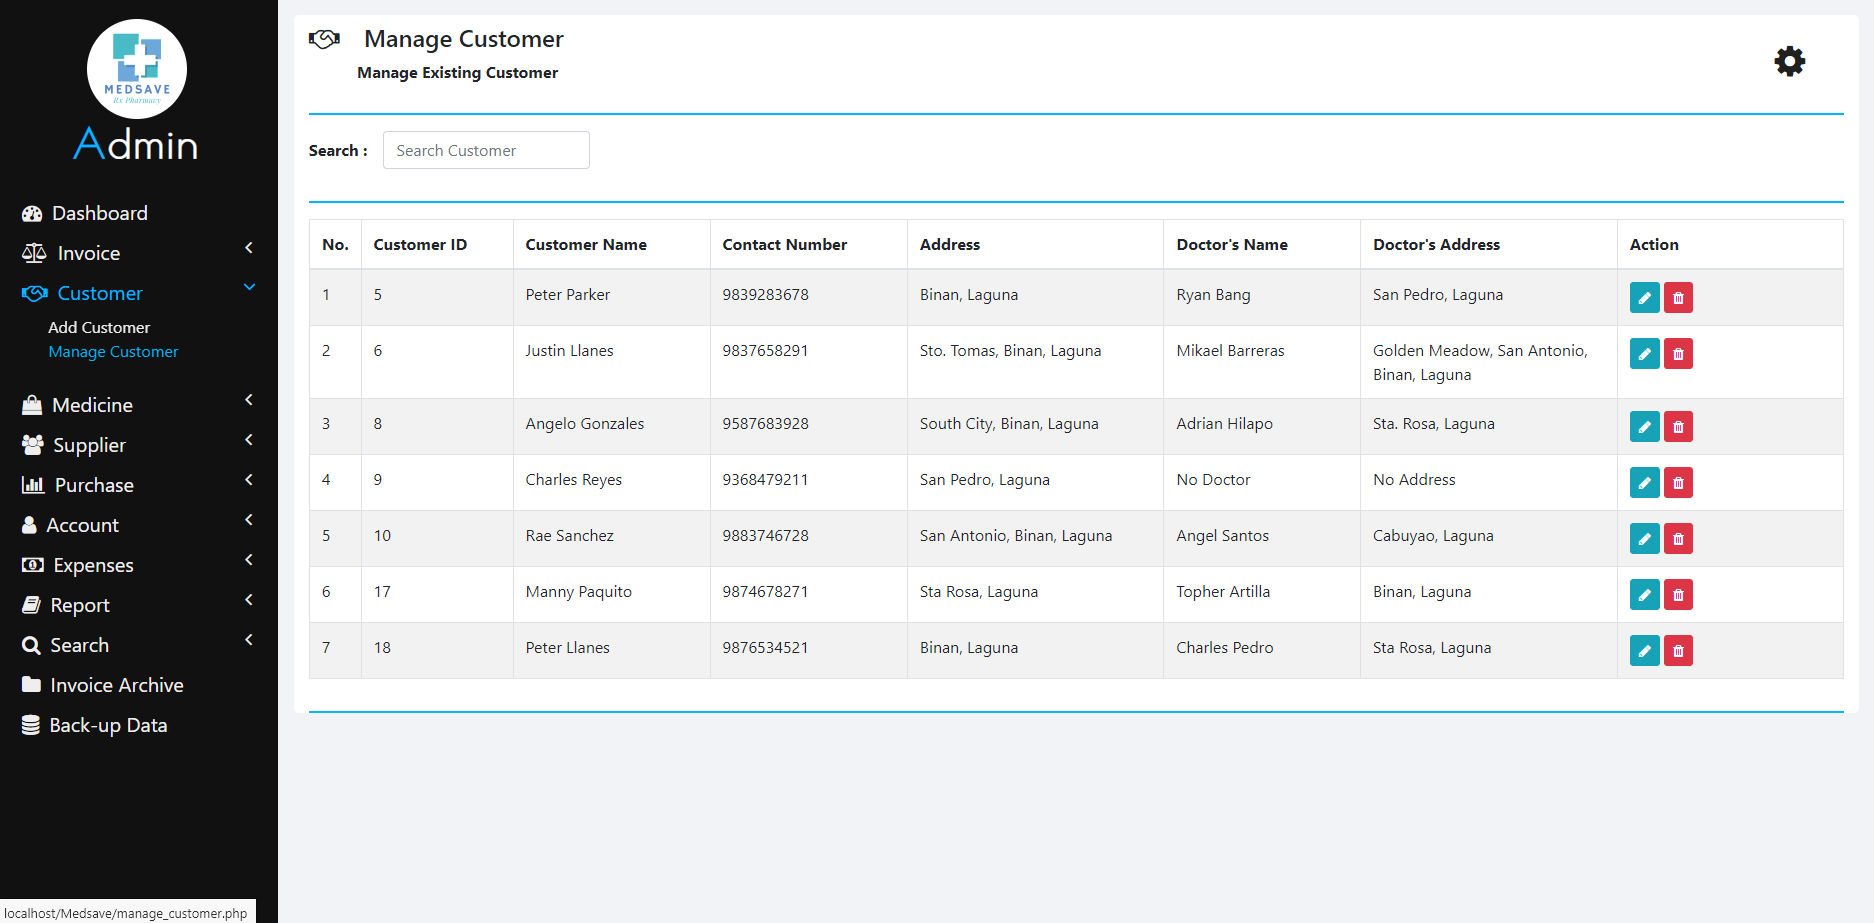 MEDSAVE
Rx Pharmacy
Admin
Dashboard
Invoice
Customer
Add Customer
Manage Customer
Medicine
Supplier
Purchase
Account
Expenses
Report
Search
Invoice Archive
Back-up Data
localhost/Medsave/manage_customer.php
Manage Customer
Manage Existing Customer
Search : Search Customer
No. Customer ID Customer Name Contact Number Address Doctor's Name Doctor's Address Action
1 5 Peter Parker 9839283678 Binan, Laguna Ryan Bang San Pedro, Laguna
2 6 Justin Llanes 9837658291 Sto. Tomas, Binan, Laguna Mikael Barreras Golden Meadow, San Antonio,
Binan, Laguna
3 8 Angelo Gonzales 9587683928 South City, Binan, Laguna Adrian Hilapo Sta. Rosa, Laguna
4 9 Charles Reyes 9368479211 San Pedro, Laguna No Doctor No Address
5 10 Rae Sanchez 9883746728 San Antonio, Binan, Laguna Angel Santos Cabuyao, Laguna
6 17 Manny Paquito 9874678271 Sta Rosa, Laguna Topher Artilla Binan, Laguna
7 18 Peter Llanes 9876534521 Binan, Laguna Charles Pedro Sta Rosa, Laguna